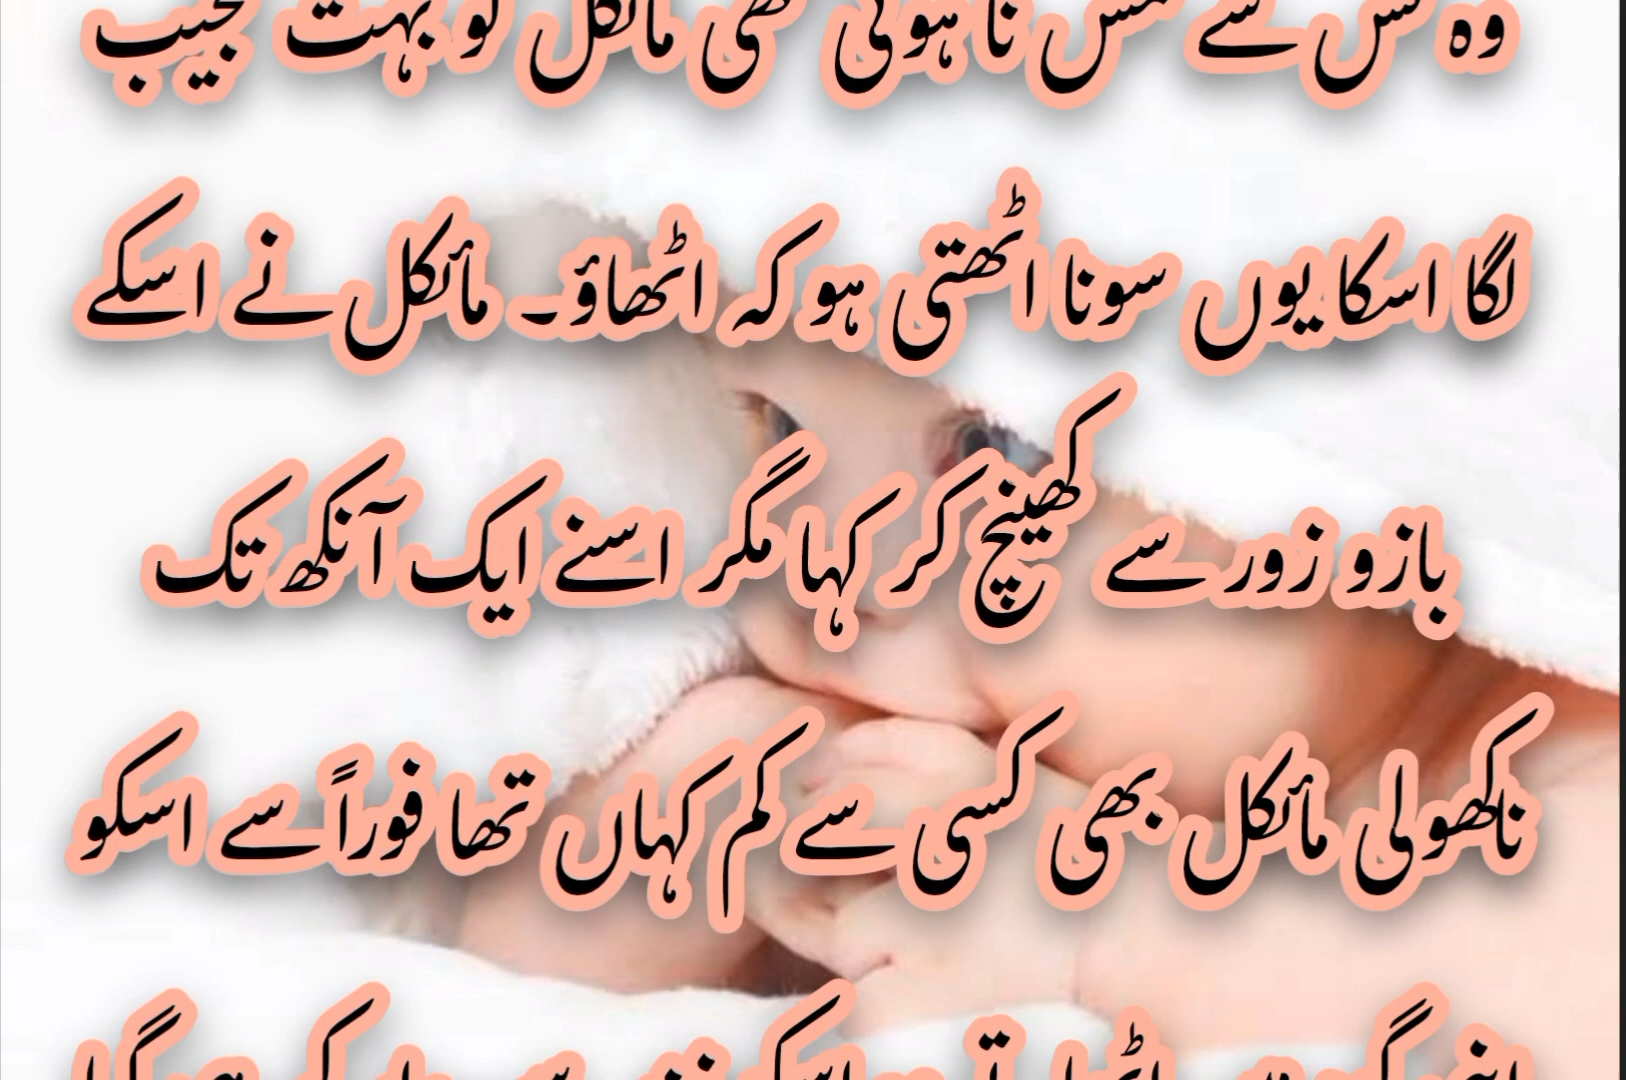 وہ ٹس سے مس نا ہوئی تھی مائکل کو بہت عجیب
لگا اسکا یوں سونا اٹھتی ہو کہ اٹھاؤ۔ مائکل نے اسکے
بازو زور سے کھینچ کر کہا مگر اسنے ایک آنکھ تک
ناکھولی مائکل بھی کسی سے کم کہاں تھا فوراً سے اسکو